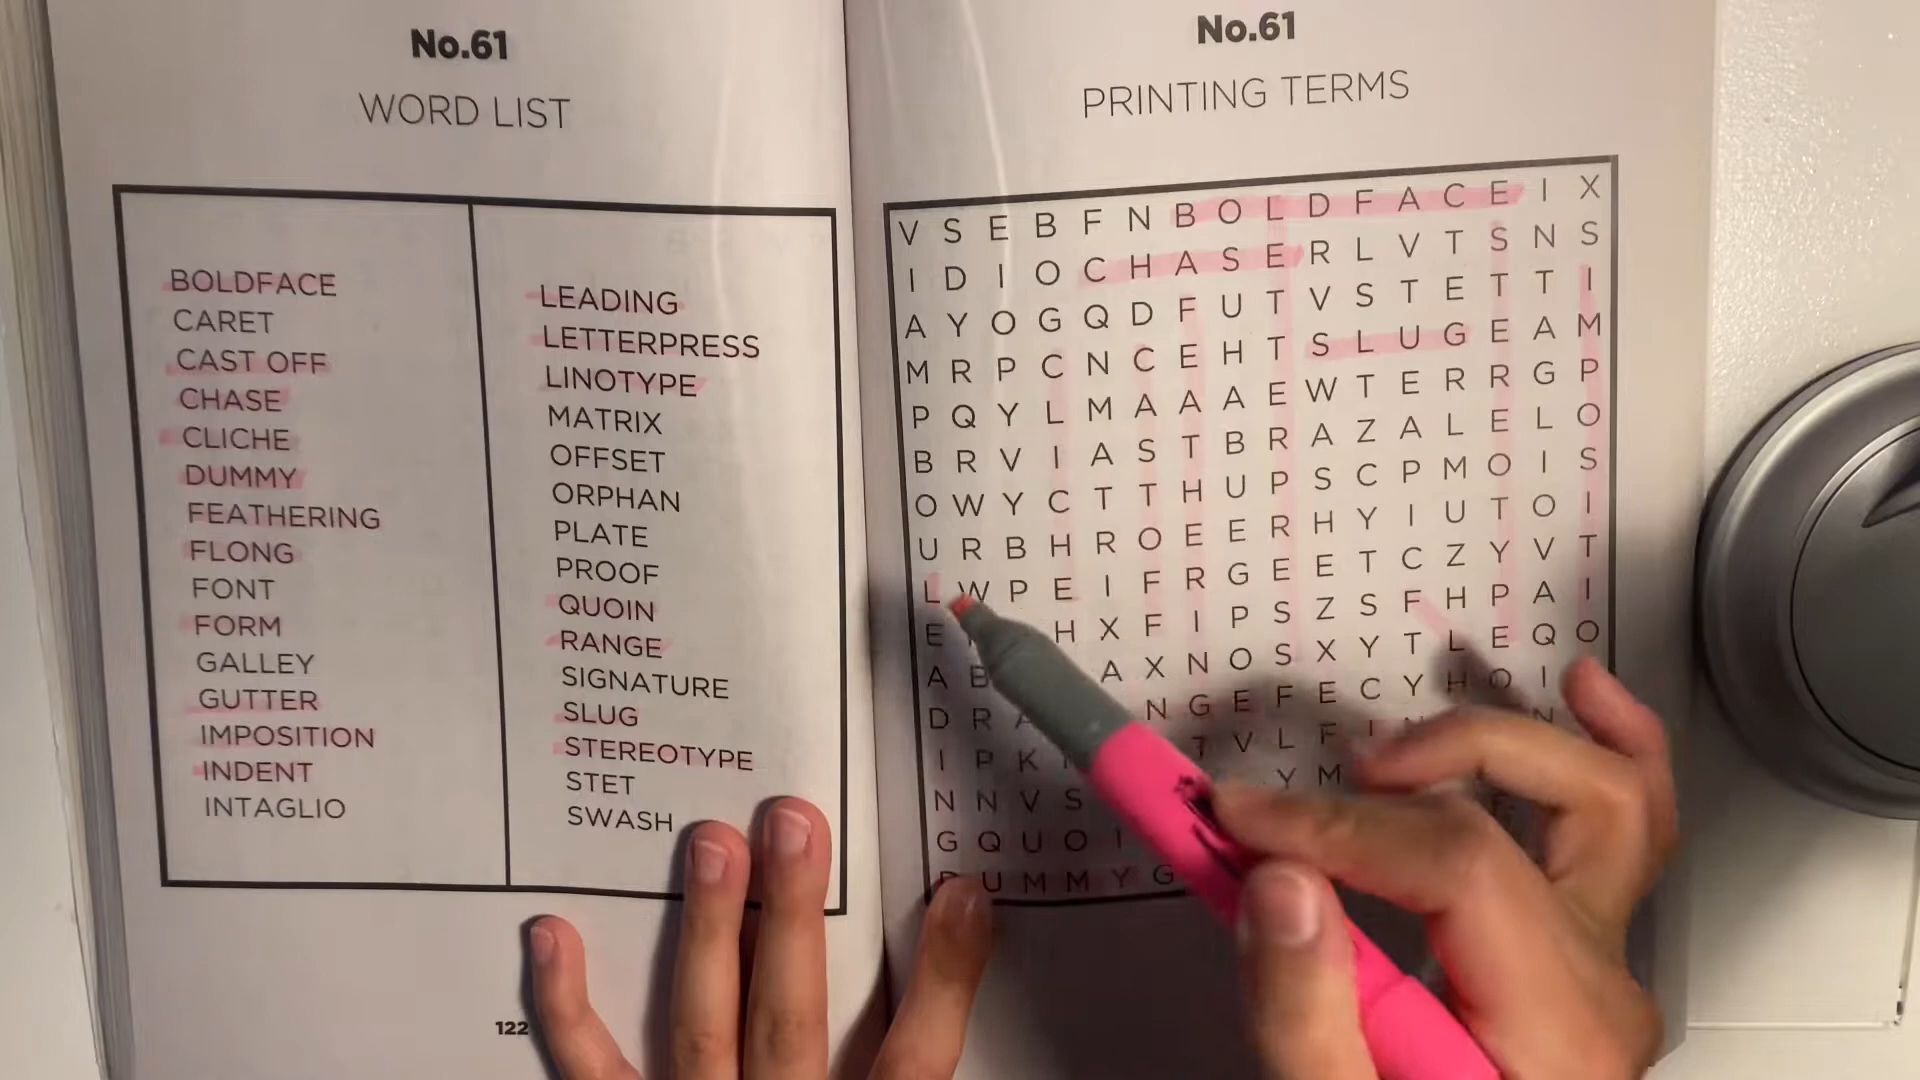 No.61
WORD LIST
BOLDFACE
CARET
CAST OFF
CHASE
CLICHE
DUMMY
FEATHERING
FLONG
FONT
FORM
GALLEY
GUTTER
IMPOSITION
INDENT
INTAGLIO
LEADING
LETTERPRESS
LINOTYPE
MATRIX
OFFSET
ORPHAN
PLATE
PROOF
QUOIN
RANGE
SIGNATURE
SLUG
STEREOTYPE
STET
SWASH
122
No.61
PRINTING TERMS
V S E B F N B O L D F A C E I X
I D I O C H A S E R L V T S N S
A Y O G Q D F U T V S T E T T I
M R P C N C E H T S L U G E A M
P Q Y L M A A A E W T E R R G P
B R V I A S T B R A Z A L E L O
O W Y C T T H U P S C P M O I S
U R B H R O E E R H Y I U T O I
L W P E I F R G E E T C Z Y V T
E H X F I P S Z S F H P A I
A B A X N O S X Y T L E Q O
D R A N G E F E C Y H O I
I P K T V L F I N
N N V S Y M
G Q U O I
D U M M Y G